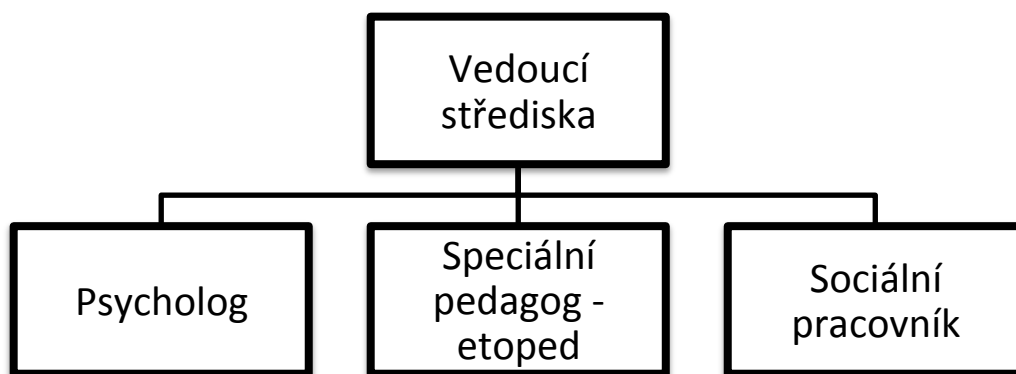 Vedoucí
střediska
Psycholog
Speciální
pedagog -
etoped
Sociální
pracovník